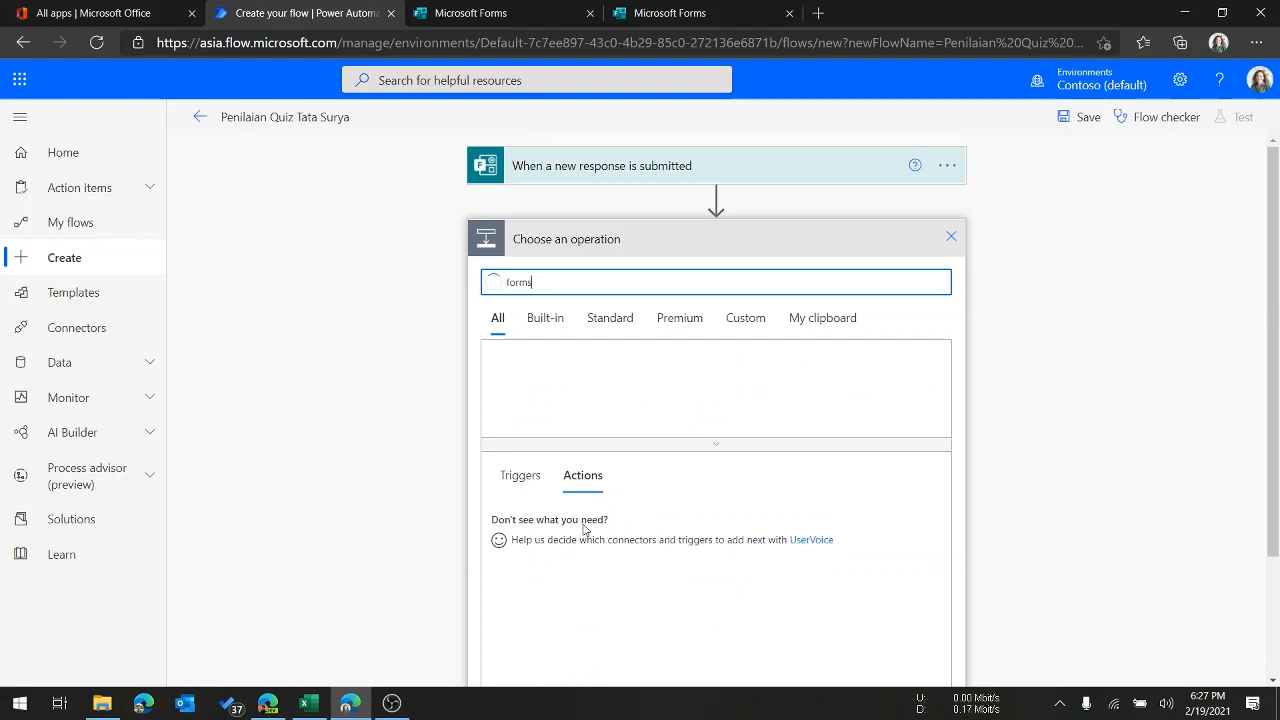 All apps | Microsoft Office
Create your flow | Power Automa
Microsoft Forms
Microsoft Forms
https://asia.flow.microsoft.com/manage/environments/Default-7c7ee897-43c0-4b29-85c0-272136e6871b/flows/new?newFlowName=Penilaian%20Quiz%20...
Search for helpful resources
Environments
Contoso (default)
Penilaian Quiz Tata Surya
Save
Flow checker
Test
Home
Action items
My flows
Create
Templates
Connectors
Data
Monitor
AI Builder
Process advisor
(preview)
Solutions
Learn
When a new response is submitted
Choose an operation
forms
All
Built-in
Standard
Premium
Custom
My clipboard
Triggers
Actions
Don't see what you need?
Help us decide which connectors and triggers to add next with UserVoice
37
U:
0.00 Mbit/s
D:
0.17 Mbit/s
6:27 PM
2/19/2021